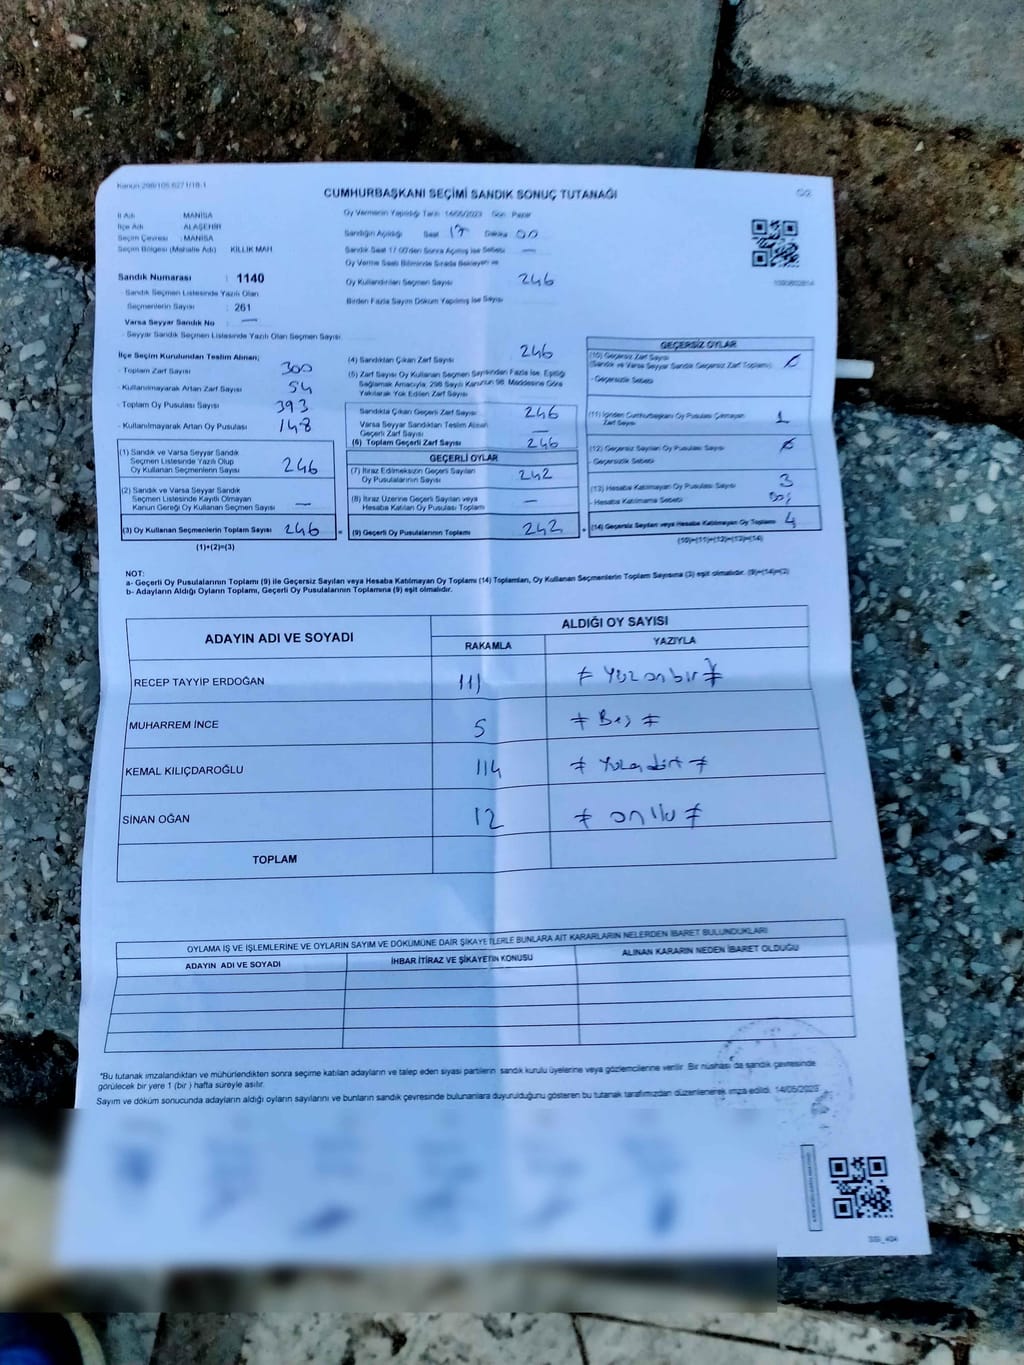 Kanun 298/105,6271/18-1
CUMHURBAŞKANI SEÇİMİ SANDIK SONUÇ TUTANAĞI
İl Adı : MANİSA
İlçe Adı : ALAŞEHİR
Seçim Çevresi : MANİSA
Seçim Bölgesi (Mahalle Adı) KILLIK MAH.
Oy Vermenin Yapıldığı Tarih 14/05/2023 Gün Pazar
Sandığın Açıldığı Saat 17 Dakika 00
Sandık Saat 17.00'den Sonra Açılmış İse Sebebi —
Oy Verme Saati Bitiminde Sırada Bekleyen ve
Oy Kullandırılan Seçmen Sayısı 246
Birden Fazla Sayım Döküm Yapılmış İse Sayısı
Sandık Numarası : 1140
- Sandık Seçmen Listesinde Yazılı Olan
Seçmenlerin Sayısı : 261
Varsa Seyyar Sandık No : —
- Seyyar Sandık Seçmen Listesinde Yazılı Olan Seçmen Sayısı
İlçe Seçim Kurulundan Teslim Alınan;
- Toplam Zarf Sayısı 300
- Kullanılmayarak Artan Zarf Sayısı 54
- Toplam Oy Pusulası Sayısı 393
- Kullanılmayarak Artan Oy Pusulası 148
(1) Sandık ve Varsa Seyyar Sandık
Seçmen Listesinde Yazılı Olup
Oy Kullanan Seçmenlerin Sayısı 246
(2) Sandık ve Varsa Seyyar Sandık
Seçmen Listesinde Kayıtlı Olmayan
Kanun Gereği Oy Kullanan Seçmen Sayısı —
(3) Oy Kullanan Seçmenlerin Toplam Sayısı 246
(1)+(2)=(3)
(4) Sandıktan Çıkan Zarf Sayısı 246
(5) Zarf Sayısı Oy Kullanan Seçmen Sayısından Fazla İse, Eşitliği
Sağlamak Amacıyla; 298 Sayılı Kanunun 98. Maddesine Göre
Yakılarak Yok Edilen Zarf Sayısı
Sandıkta Çıkan Geçerli Zarf Sayısı 246
Varsa Seyyar Sandıktan Teslim Alınan
Geçerli Zarf Sayısı —
(6) Toplam Geçerli Zarf Sayısı 246
GEÇERLİ OYLAR
(7) İtiraz Edilmeksizin Geçerli Sayılan
Oy Pusulalarının Sayısı 242
(8) İtiraz Üzerine Geçerli Sayılan veya
Hesaba Katılan Oy Pusulası Toplamı —
= (9) Geçerli Oy Pusulalarının Toplamı 242
GEÇERSİZ OYLAR
(10) Geçersiz Zarf Sayısı
(Sandık ve Varsa Seyyar Sandık Geçersiz Zarf Toplamı)
- Geçersizlik Sebebi
(11) İçinden Cumhurbaşkanı Oy Pusulası Çıkmayan
Zarf Sayısı 1
(12) Geçersiz Sayılan Oy Pusulası Sayısı
- Geçersizlik Sebebi
(13) Hesaba Katılmayan Oy Pusulası Sayısı 3
- Hesaba Katılmama Sebebi Boş
+ (14) Geçersiz Sayılan veya Hesaba Katılmayan Oy Toplamı 4
(10)+(11)+(12)+(13)=(14)
NOT:
a- Geçerli Oy Pusulalarının Toplamı (9) ile Geçersiz Sayılan veya Hesaba Katılmayan Oy Toplamı (14) Toplamları, Oy Kullanan Seçmenlerin Toplam Sayısına (3) eşit olmalıdır. (9)+(14)=(3)
b- Adayların Aldığı Oyların Toplamı, Geçerli Oy Pusulalarının Toplamına (9) eşit olmalıdır.
ADAYIN ADI VE SOYADI ALDIĞI OY SAYISI
RAKAMLA YAZIYLA
RECEP TAYYİP ERDOĞAN 111 ≠ Yüz onbir ≠
MUHARREM İNCE 5 ≠ Beş ≠
KEMAL KILIÇDAROĞLU 114 ≠ Yüzondört ≠
SİNAN OĞAN 12 ≠ oniki ≠
TOPLAM
OYLAMA İŞ VE İŞLEMLERİNE VE OYLARIN SAYIM VE DÖKÜMÜNE DAİR ŞİKAYETLERLE BUNLARA AİT KARARLARIN NELERDEN İBARET BULUNDUKLARI
ADAYIN ADI VE SOYADI İHBAR İTİRAZ VE ŞİKAYETİN KONUSU ALINAN KARARIN NEDEN İBARET OLDUĞU
*Bu tutanak imzalandıktan ve mühürlendikten sonra seçime katılan adayların ve talep eden siyasi partilerin sandık kurulu üyelerine veya gözlemcilerine verilir. Bir nüshası da sandık çevresinde
görülecek bir yere 1 (bir ) hafta süreyle asılır.
Sayım ve döküm sonucunda adayların aldığı oyların sayılarını ve bunların sandık çevresinde bulunanlara duyurulduğunu gösteren bu tutanak tarafımızdan düzenlenerek imza edildi. 14/05/2023